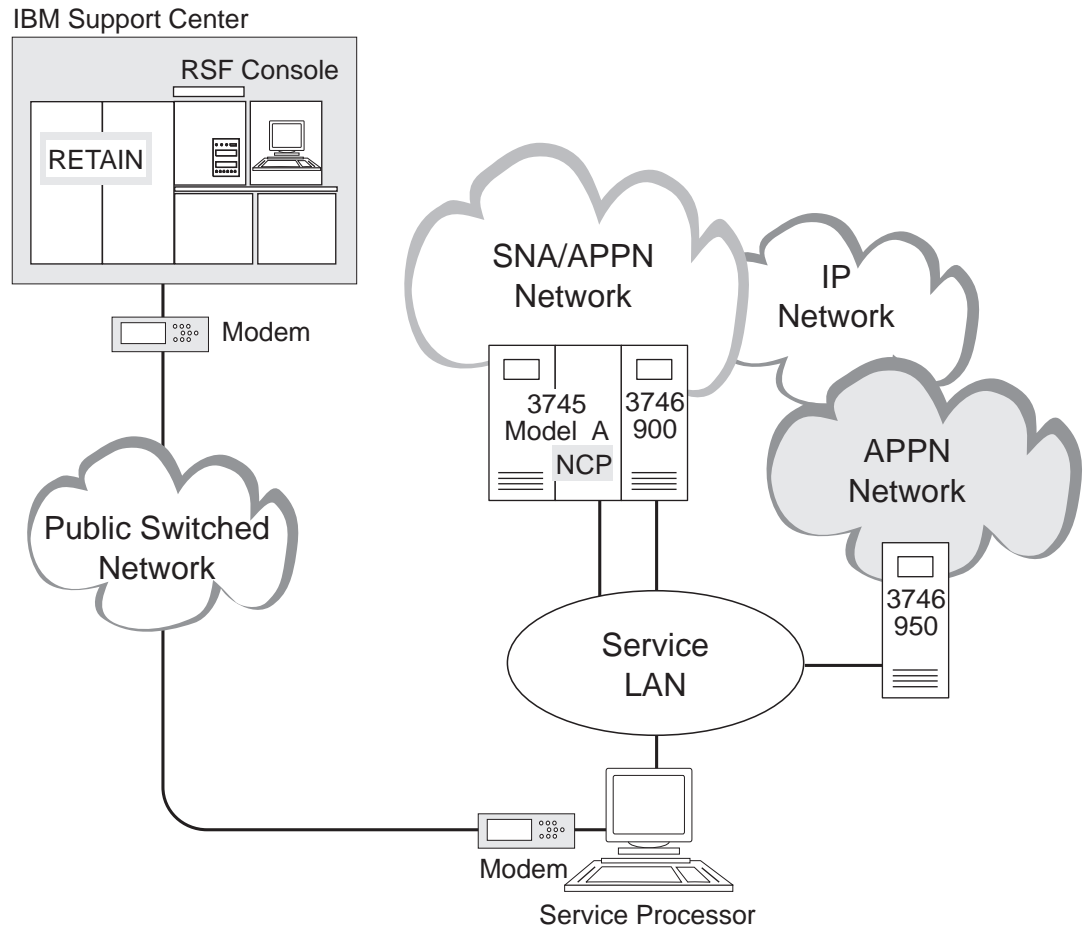 IBM Support Center
RSF Console
RETAIN
Modem
Public Switched
Network
SNA/APPN
Network
IP
Network
3745
Model A
NCP
3746
900
APPN
Network
3746
950
Service
LAN
Modem
Service Processor